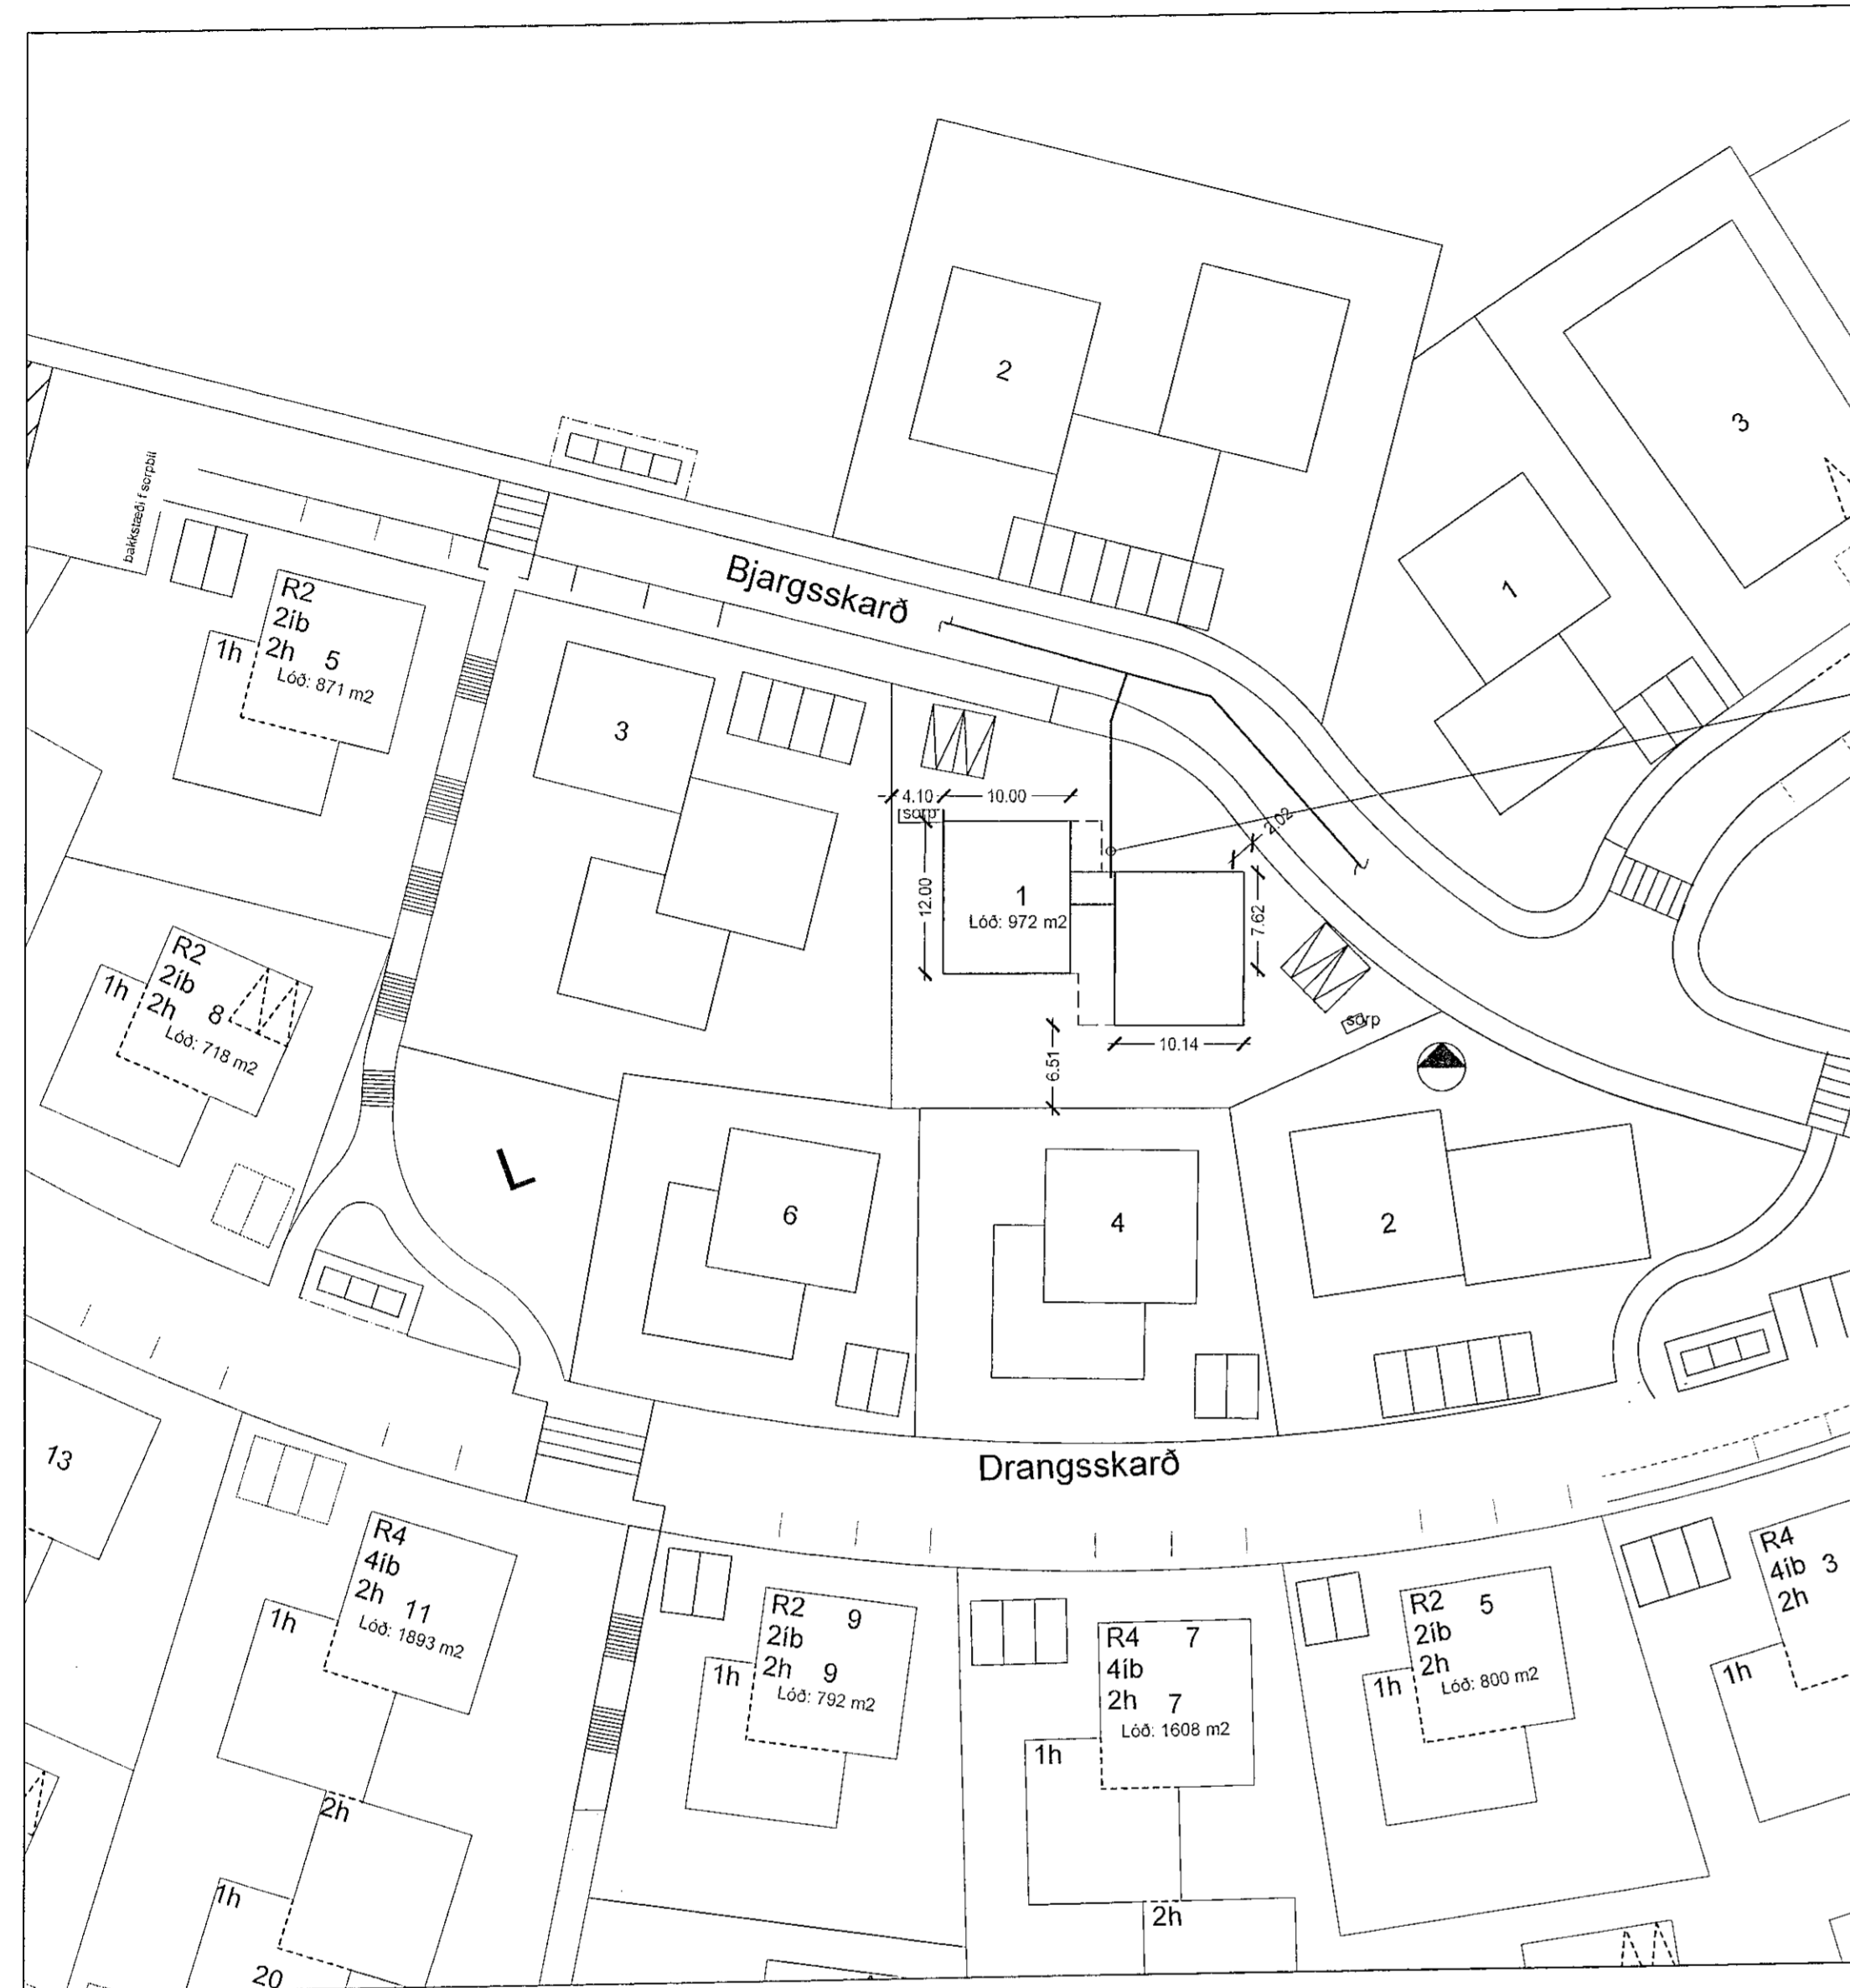 2
3
1
bakkstæði f sorpbíl
Bjargsskarð
R2
2íb
1h
2h 5
Lóð: 871 m2
3
4.10
10.00
sorp
2.02
12.00
1
Lóð: 972 m2
7.62
sorp
10.14
6.51
R2
2íb
1h
2h 8
Lóð: 718 m2
6
4
2
Drangsskarð
13
R4
4íb
2h 11
1h
Lóð: 1893 m2
2h
1h
20
R2 9
2íb
1h
2h 9
Lóð: 792 m2
R4 7
4íb
2h 7
Lóð: 1608 m2
1h
2h
R2 5
2íb
2h
1h
Lóð: 800 m2
R4
4íb 3
2h
1h